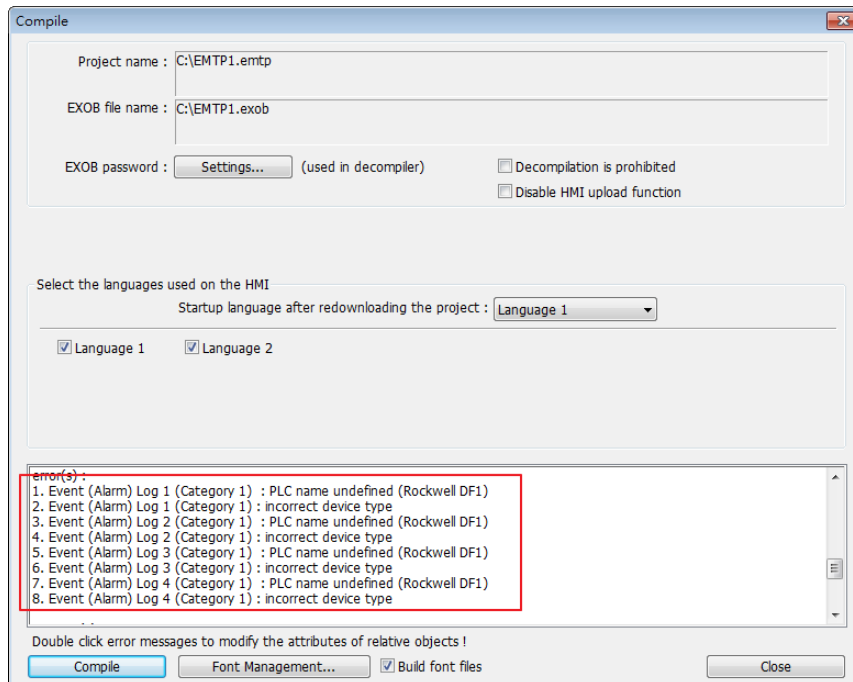 Compile
Project name : C:\EMTP1.emtp
EXOB file name : C:\EMTP1.exob
EXOB password : Settings... (used in decompiler) Decompilation is prohibited
Disable HMI upload function
Select the languages used on the HMI
Startup language after redownloading the project : Language 1
Language 1 Language 2
error(s) :
1. Event (Alarm) Log 1 (Category 1)  : PLC name undefined (Rockwell DF1)
2. Event (Alarm) Log 1 (Category 1) : incorrect device type
3. Event (Alarm) Log 2 (Category 1)  : PLC name undefined (Rockwell DF1)
4. Event (Alarm) Log 2 (Category 1) : incorrect device type
5. Event (Alarm) Log 3 (Category 1)  : PLC name undefined (Rockwell DF1)
6. Event (Alarm) Log 3 (Category 1) : incorrect device type
7. Event (Alarm) Log 4 (Category 1)  : PLC name undefined (Rockwell DF1)
8. Event (Alarm) Log 4 (Category 1) : incorrect device type
Double click error messages to modify the attributes of relative objects !
Compile Font Management... Build font files Close